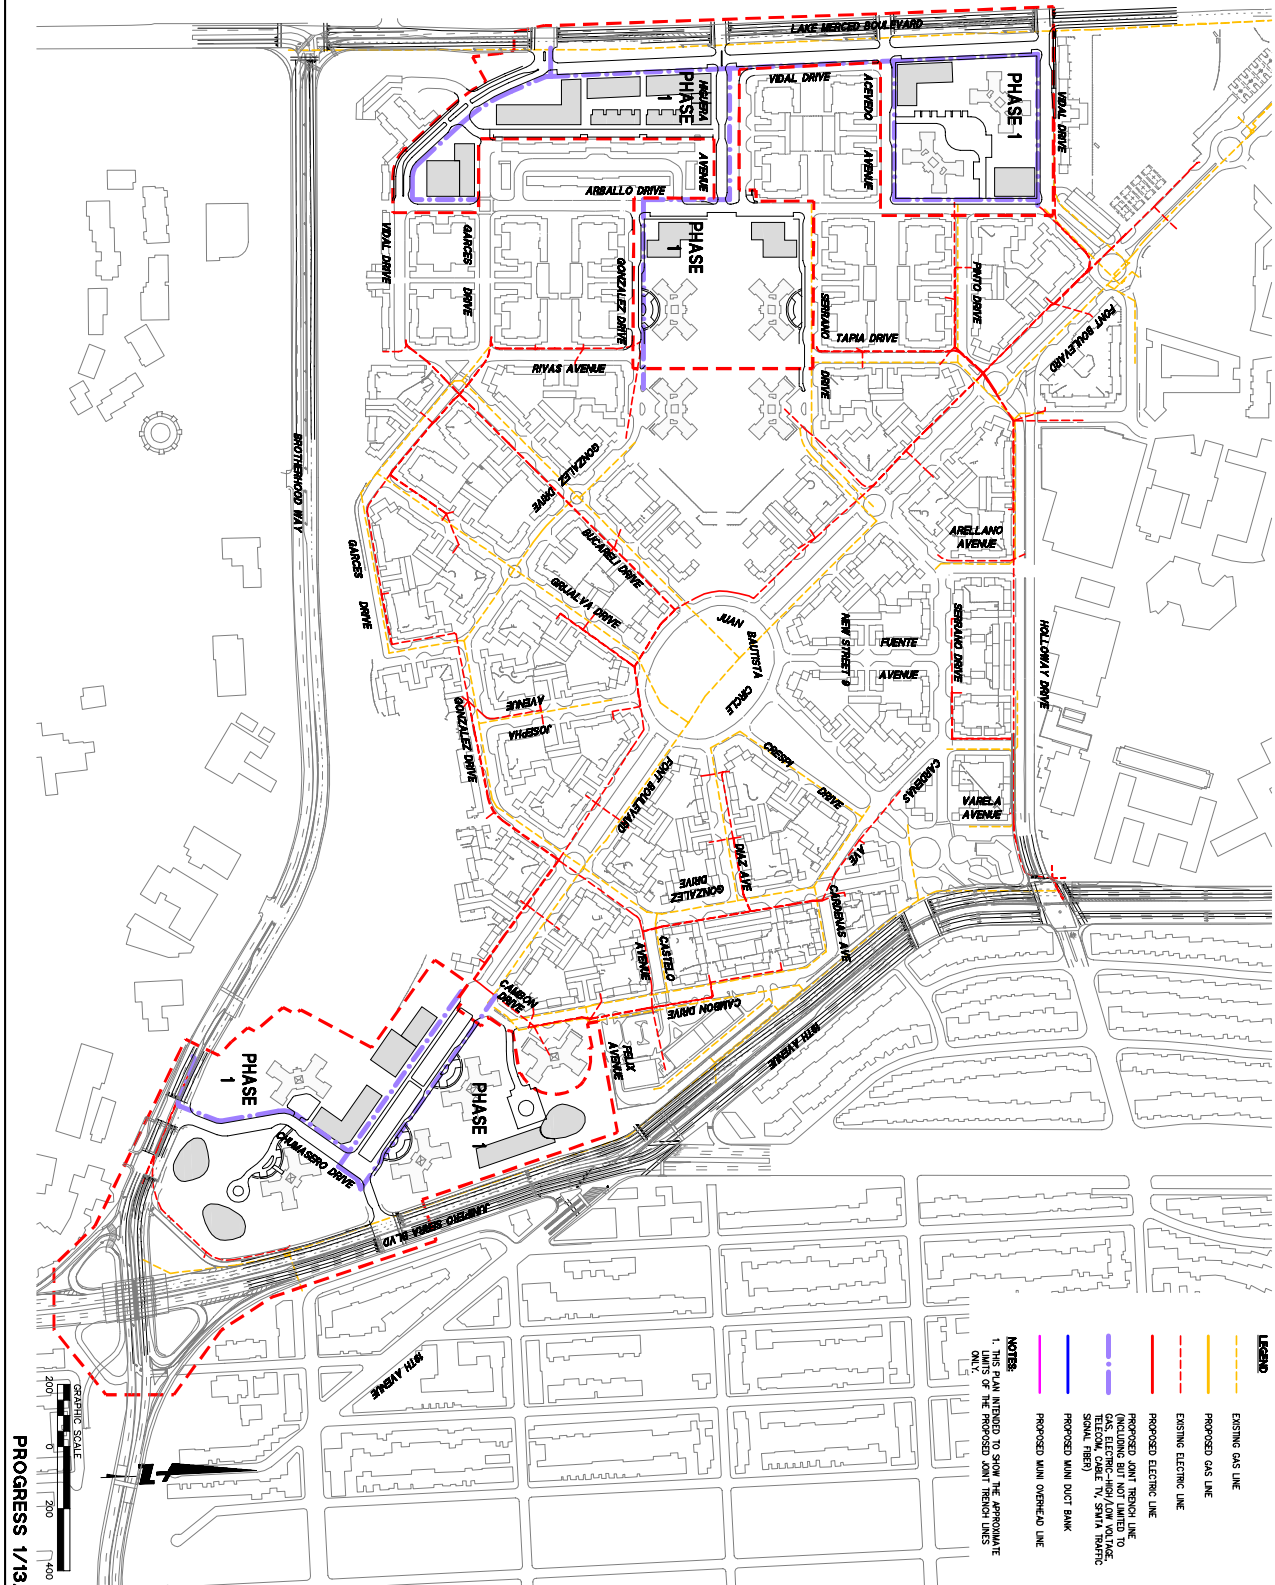 LAKE MERCED BOULEVARD
VIDAL DRIVE
HIGUERA
AVENUE
PHASE
1
ACEVEDO
AVENUE
PHASE 1
VIDAL DRIVE
ARBALLO DRIVE
VIDAL DRIVE
GARCES
DRIVE
GONZALEZ DRIVE
PHASE
1
SERRANO
DRIVE
TAPIA DRIVE
PINTO DRIVE
FONT BOULEVARD
RIVAS AVENUE
BROTHERHOOD WAY
GONZALEZ
DRIVE
BUCARELI DRIVE
GRIJALVA DRIVE
GARCES
DRIVE
ARELLANO
AVENUE
JUAN
BAUTISTA
CIRCLE
NEW STREET 9
FUENTE
AVENUE
SERRANO DRIVE
HOLLOWAY DRIVE
AVENUE
JOSEPHA
GONZALEZ DRIVE
FONT BOULEVARD
CRESPI
DRIVE
CARDENAS
AVE
VARELA
AVENUE
DIAZ AVE
GONZALEZ
DRIVE
CARDENAS AVE
CASTELO
AVENUE
CAMBON
DRIVE
CAMBON DRIVE
FELIX
AVENUE
19TH AVENUE
PHASE
1
PHASE 1
CHUMASERO DRIVE
JUNIPERO SERRA BLVD
19TH AVENUE
LEGEND
EXISTING GAS LINE
PROPOSED GAS LINE
EXISTING ELECTRIC LINE
PROPOSED ELECTRIC LINE
PROPOSED JOINT TRENCH LINE
(INCLUDING BUT NOT LIMITED TO
GAS, ELECTRIC-HIGH/LOW VOLTAGE,
TELECOM, CABLE TV, SFMTA TRAFFIC
SIGNAL FIBER)
PROPOSED MUNI DUCT BANK
PROPOSED MUNI OVERHEAD LINE
NOTES:
1. THIS PLAN INTENDED TO SHOW THE APPROXIMATE
LIMITS OF THE PROPOSED JOINT TRENCH LINES
ONLY.
GRAPHIC SCALE
200 0 200 400
PROGRESS 1/13